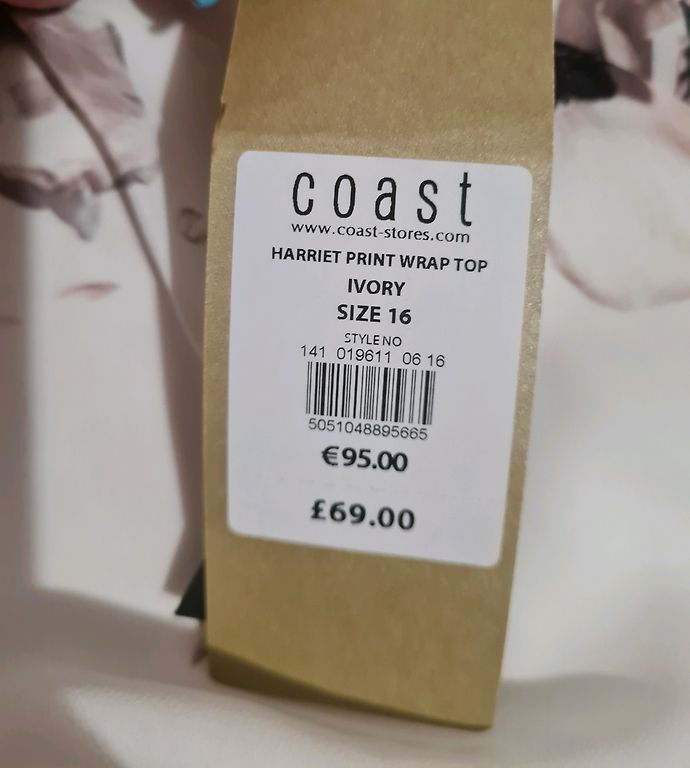 coast
www.coast-stores.com
HARRIET PRINT WRAP TOP
IVORY
SIZE 16
STYLE NO
141 019611 06 16
5051048895665
€95.00
£69.00